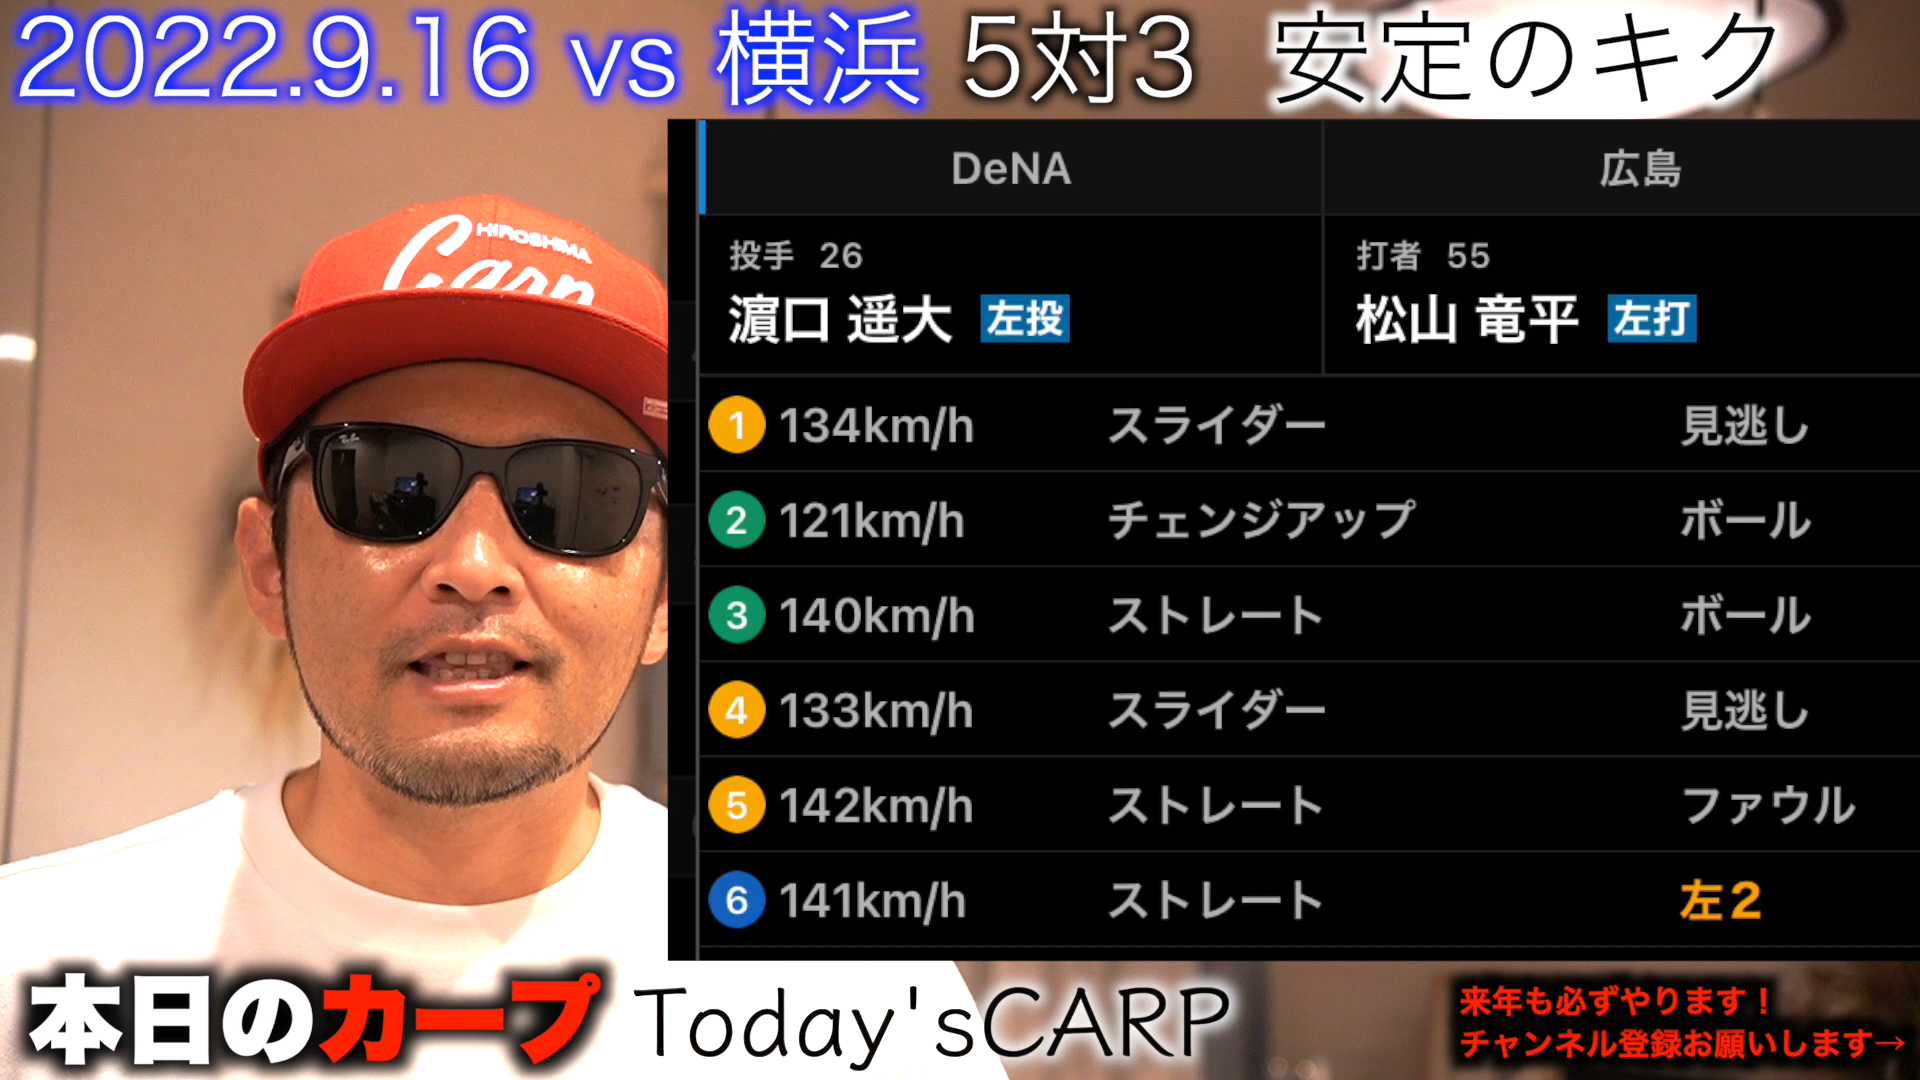 2022.9.16 vs 横浜 5対3 安定のキク
HIROSHIMA
Carp
Ray-Ban
DeNA 広島
投手 26 打者 55
濵口 遥大 左投 松山 竜平 左打
1 134km/h スライダー 見逃し
2 121km/h チェンジアップ ボール
3 140km/h ストレート ボール
4 133km/h スライダー 見逃し
5 142km/h ストレート ファウル
6 141km/h ストレート 左2
本日のカープ Today'sCARP
来年も必ずやります！
チャンネル登録お願いします→